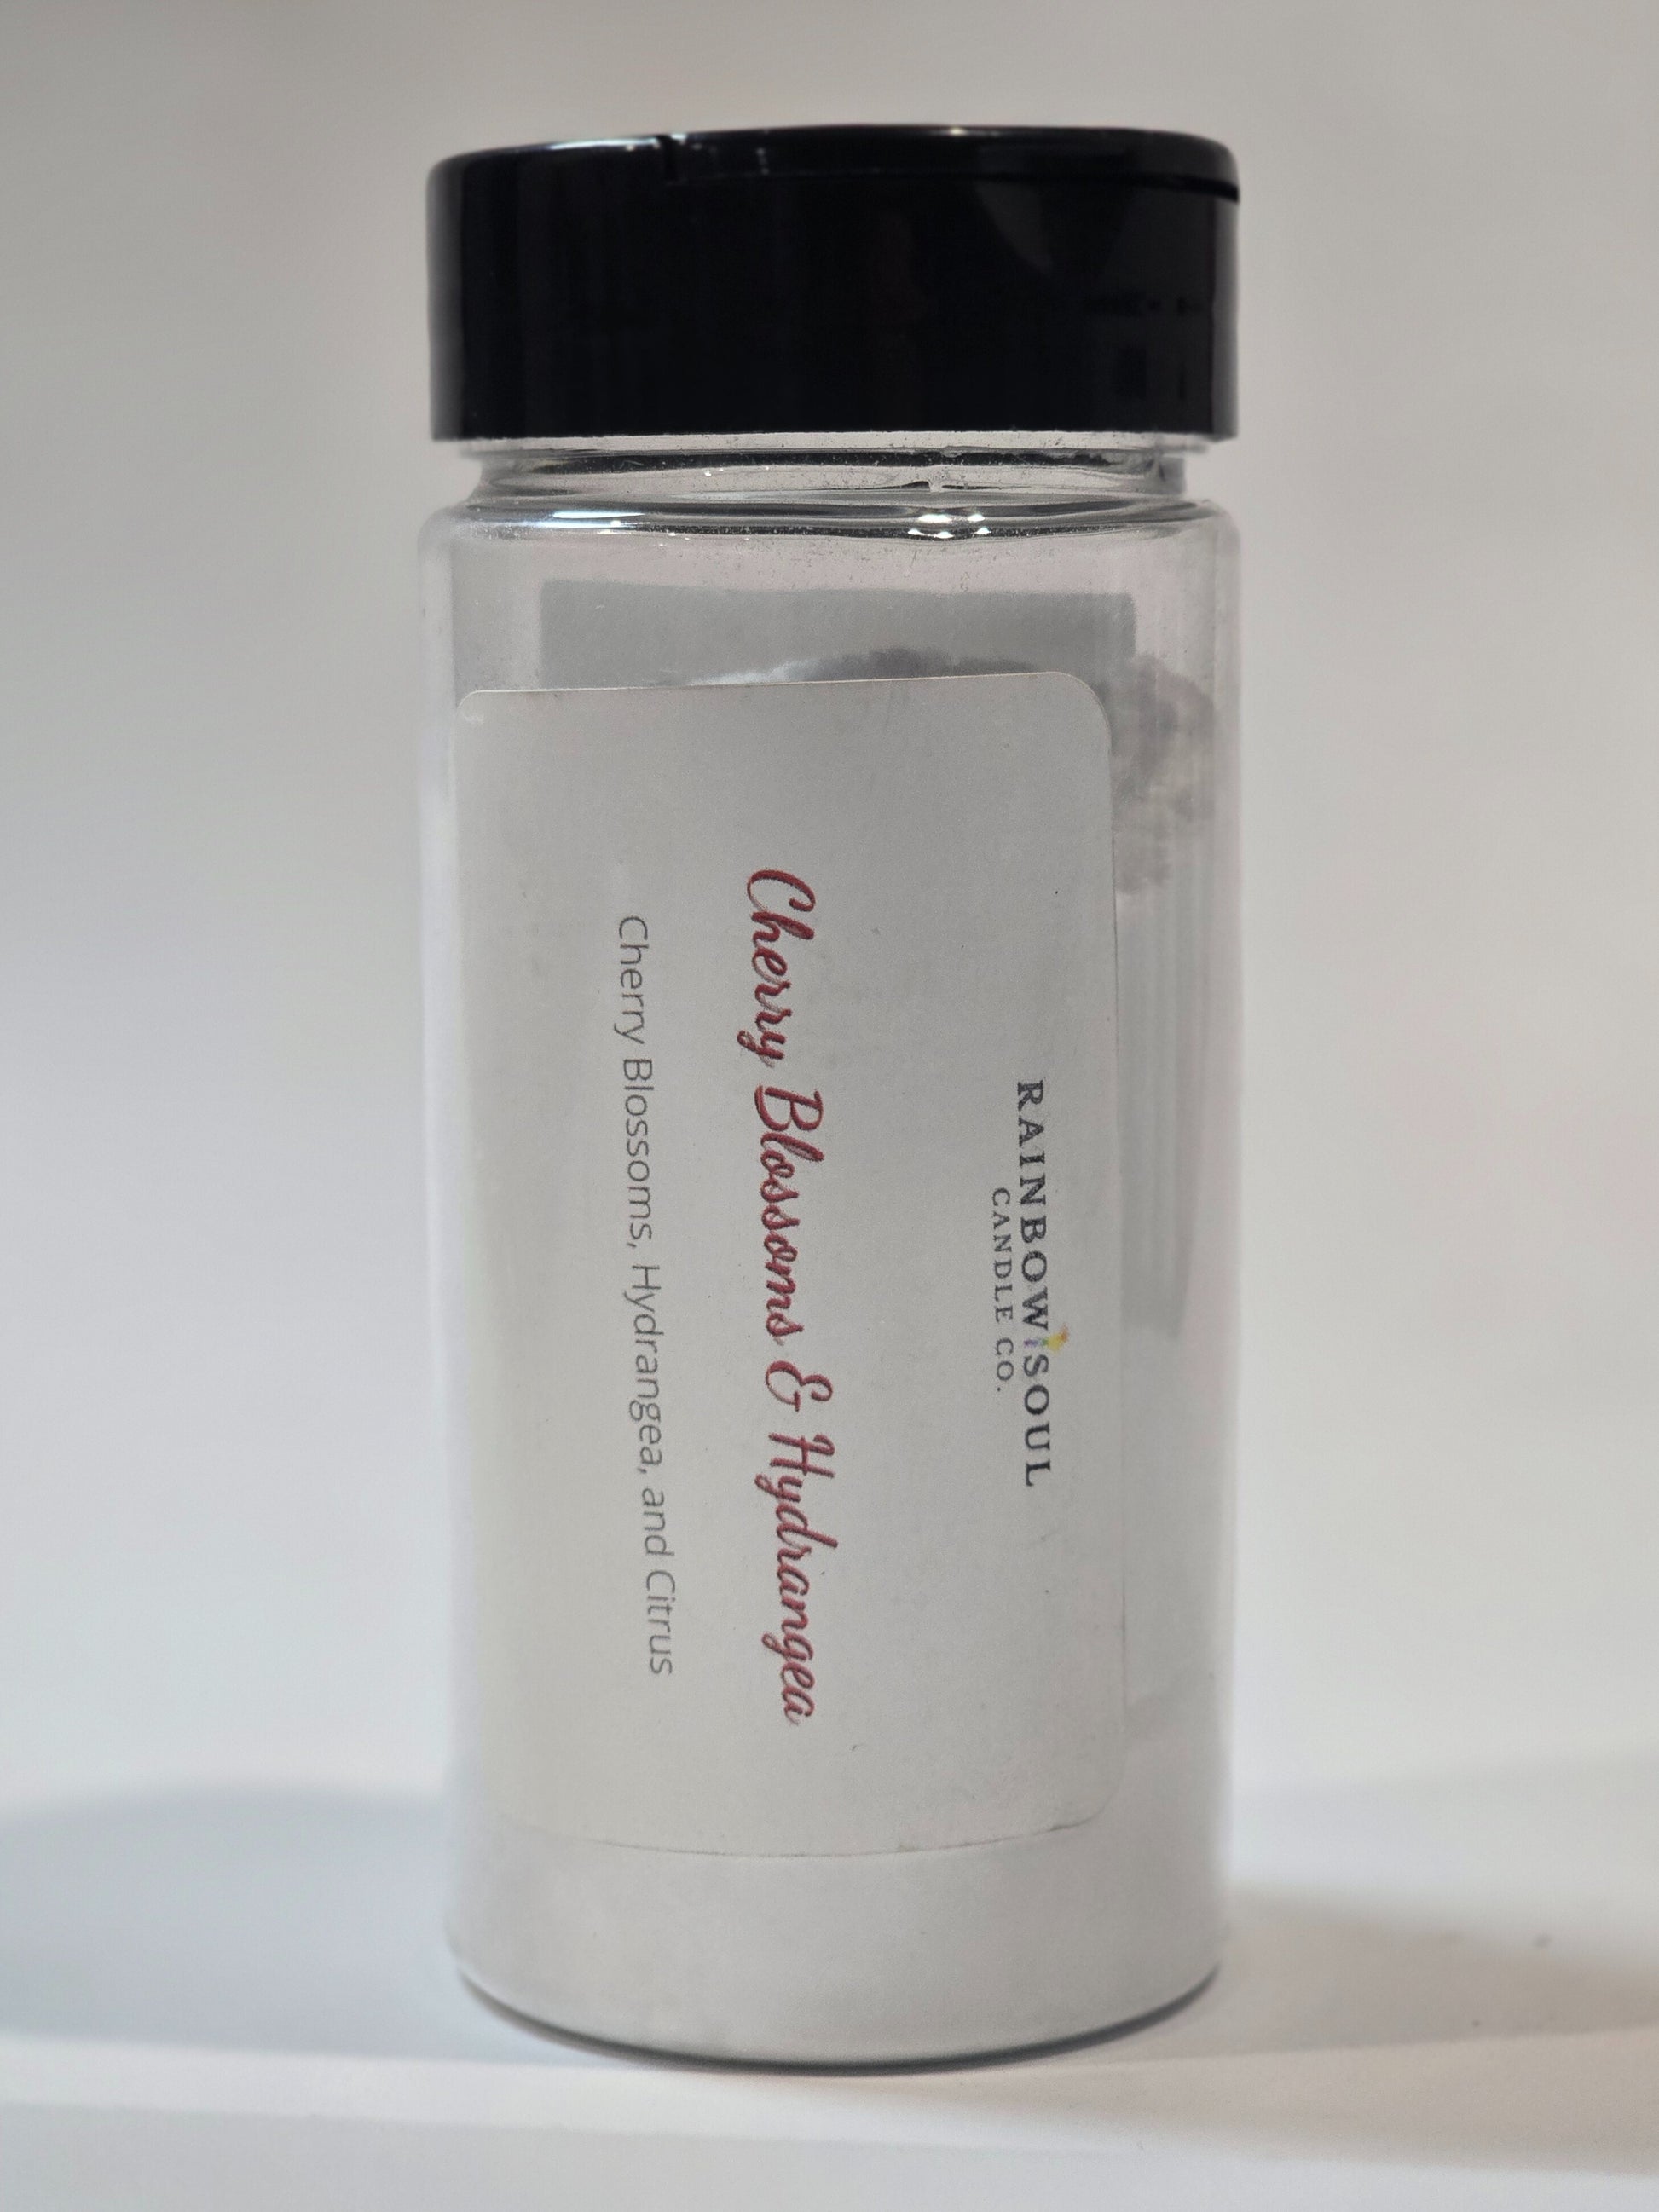 RAINBOW SOUL
CANDLE CO.
Cherry Blossoms & Hydrangea
Cherry Blossoms, Hydrangea, and Citrus